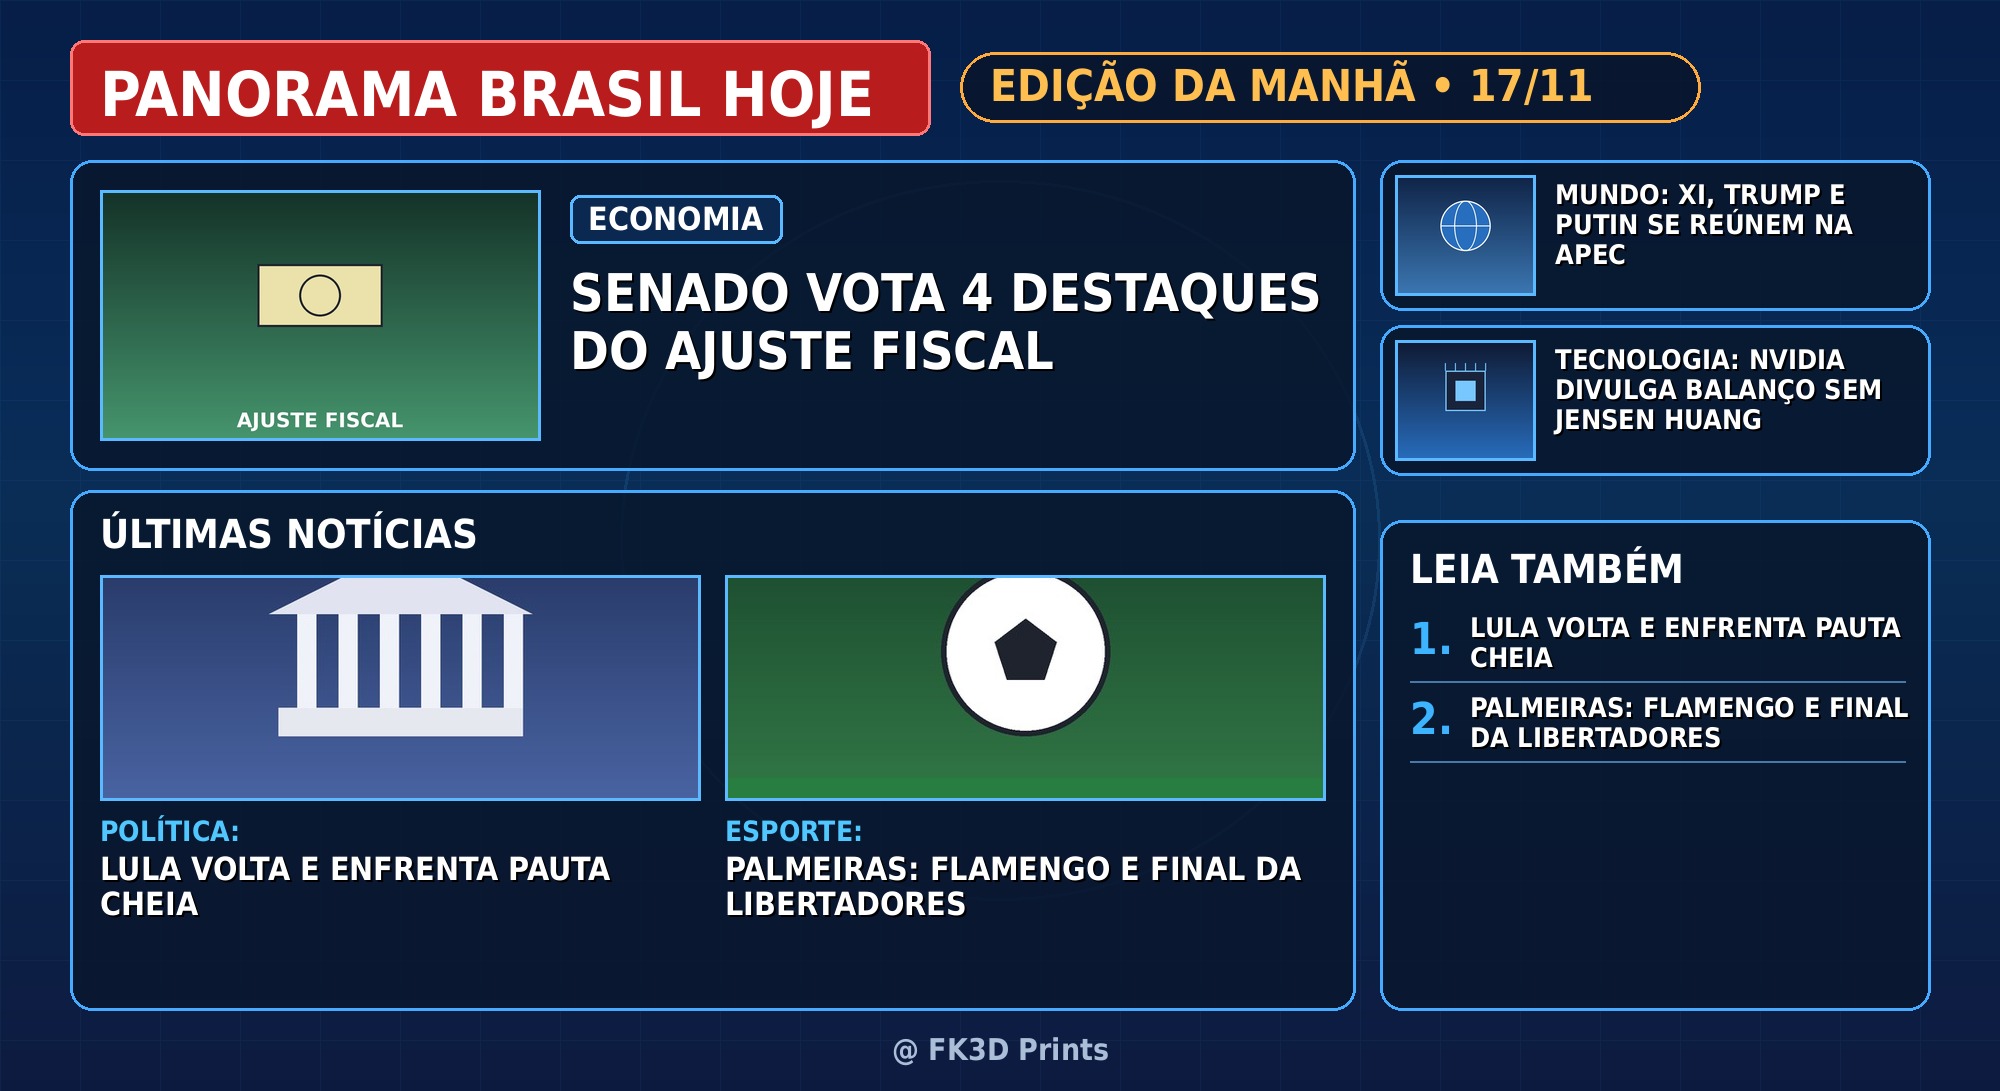 PANORAMA BRASIL HOJE
EDIÇÃO DA MANHÃ • 17/11
AJUSTE FISCAL
ECONOMIA
SENADO VOTA 4 DESTAQUES
DO AJUSTE FISCAL
MUNDO: XI, TRUMP E
PUTIN SE REÚNEM NA
APEC
TECNOLOGIA: NVIDIA
DIVULGA BALANÇO SEM
JENSEN HUANG
ÚLTIMAS NOTÍCIAS
POLÍTICA:
LULA VOLTA E ENFRENTA PAUTA
CHEIA
ESPORTE:
PALMEIRAS: FLAMENGO E FINAL DA
LIBERTADORES
LEIA TAMBÉM
1. LULA VOLTA E ENFRENTA PAUTA
CHEIA
2. PALMEIRAS: FLAMENGO E FINAL
DA LIBERTADORES
@ FK3D Prints